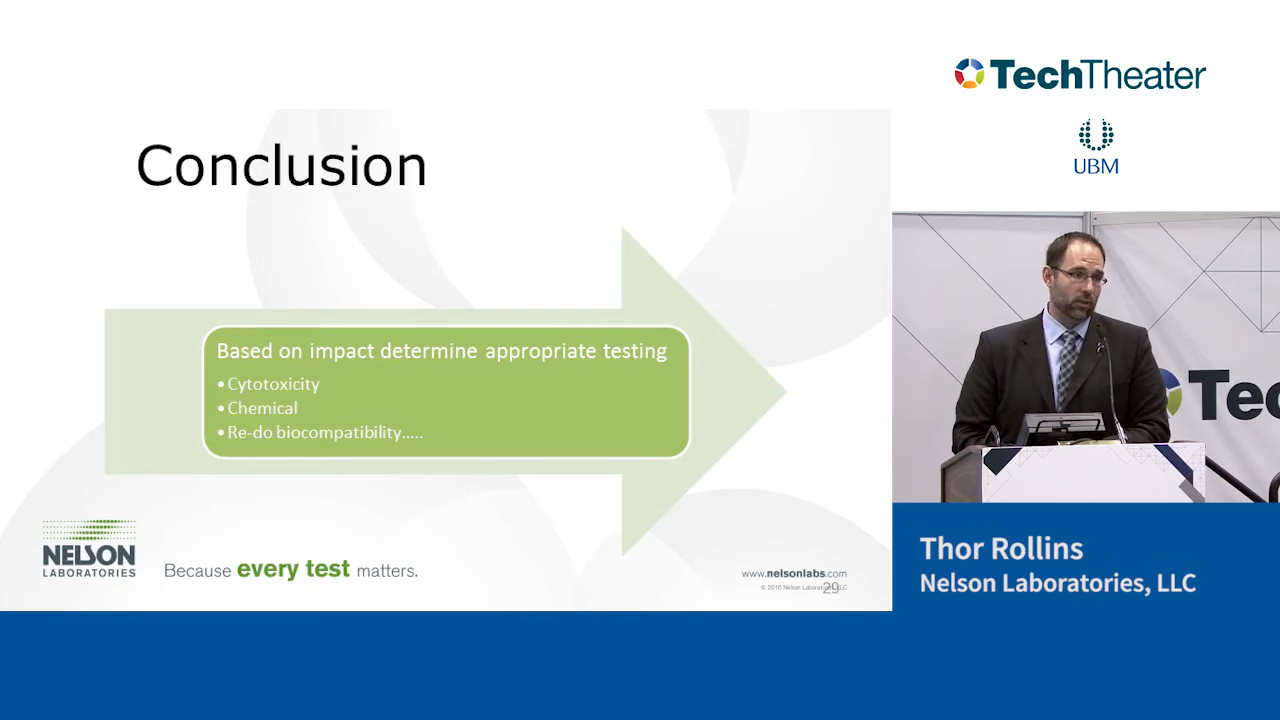 TechTheater
UBM
Conclusion
Based on impact determine appropriate testing
• Cytotoxicity
• Chemical
• Re-do biocompatibility…..
NELSON
LABORATORIES
Because every test matters.
www.nelsonlabs.com
© 2016 Nelson LLC
29
Tec
Thor Rollins
Nelson Laboratories, LLC